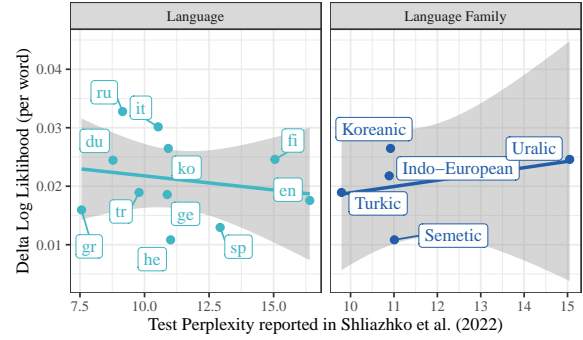 Language
Language Family
Delta Log Liklihood (per word)
0.04
0.03
0.02
0.01
ru
it
du
ko
fi
en
tr
ge
gr
he
sp
Koreanic
Uralic
Indo−European
Turkic
Semetic
7.5 10.0 12.5 15.0
10 11 12 13 14 15
Test Perplexity reported in Shliazhko et al. (2022)